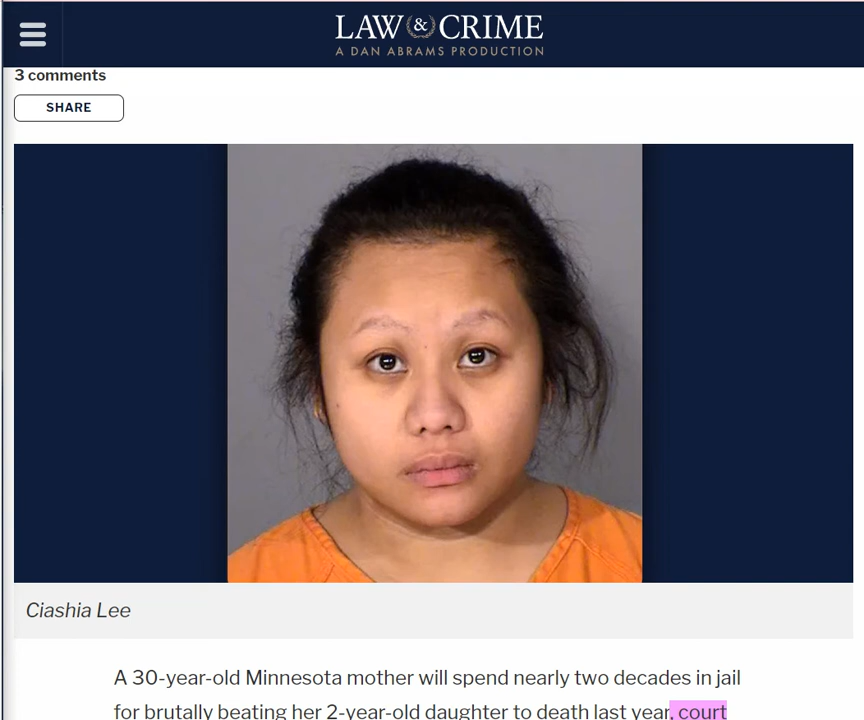 LAW & CRIME
A DAN ABRAMS PRODUCTION
3 comments
SHARE
Ciashia Lee
A 30-year-old Minnesota mother will spend nearly two decades in jail
for brutally beating her 2-year-old daughter to death last year, court